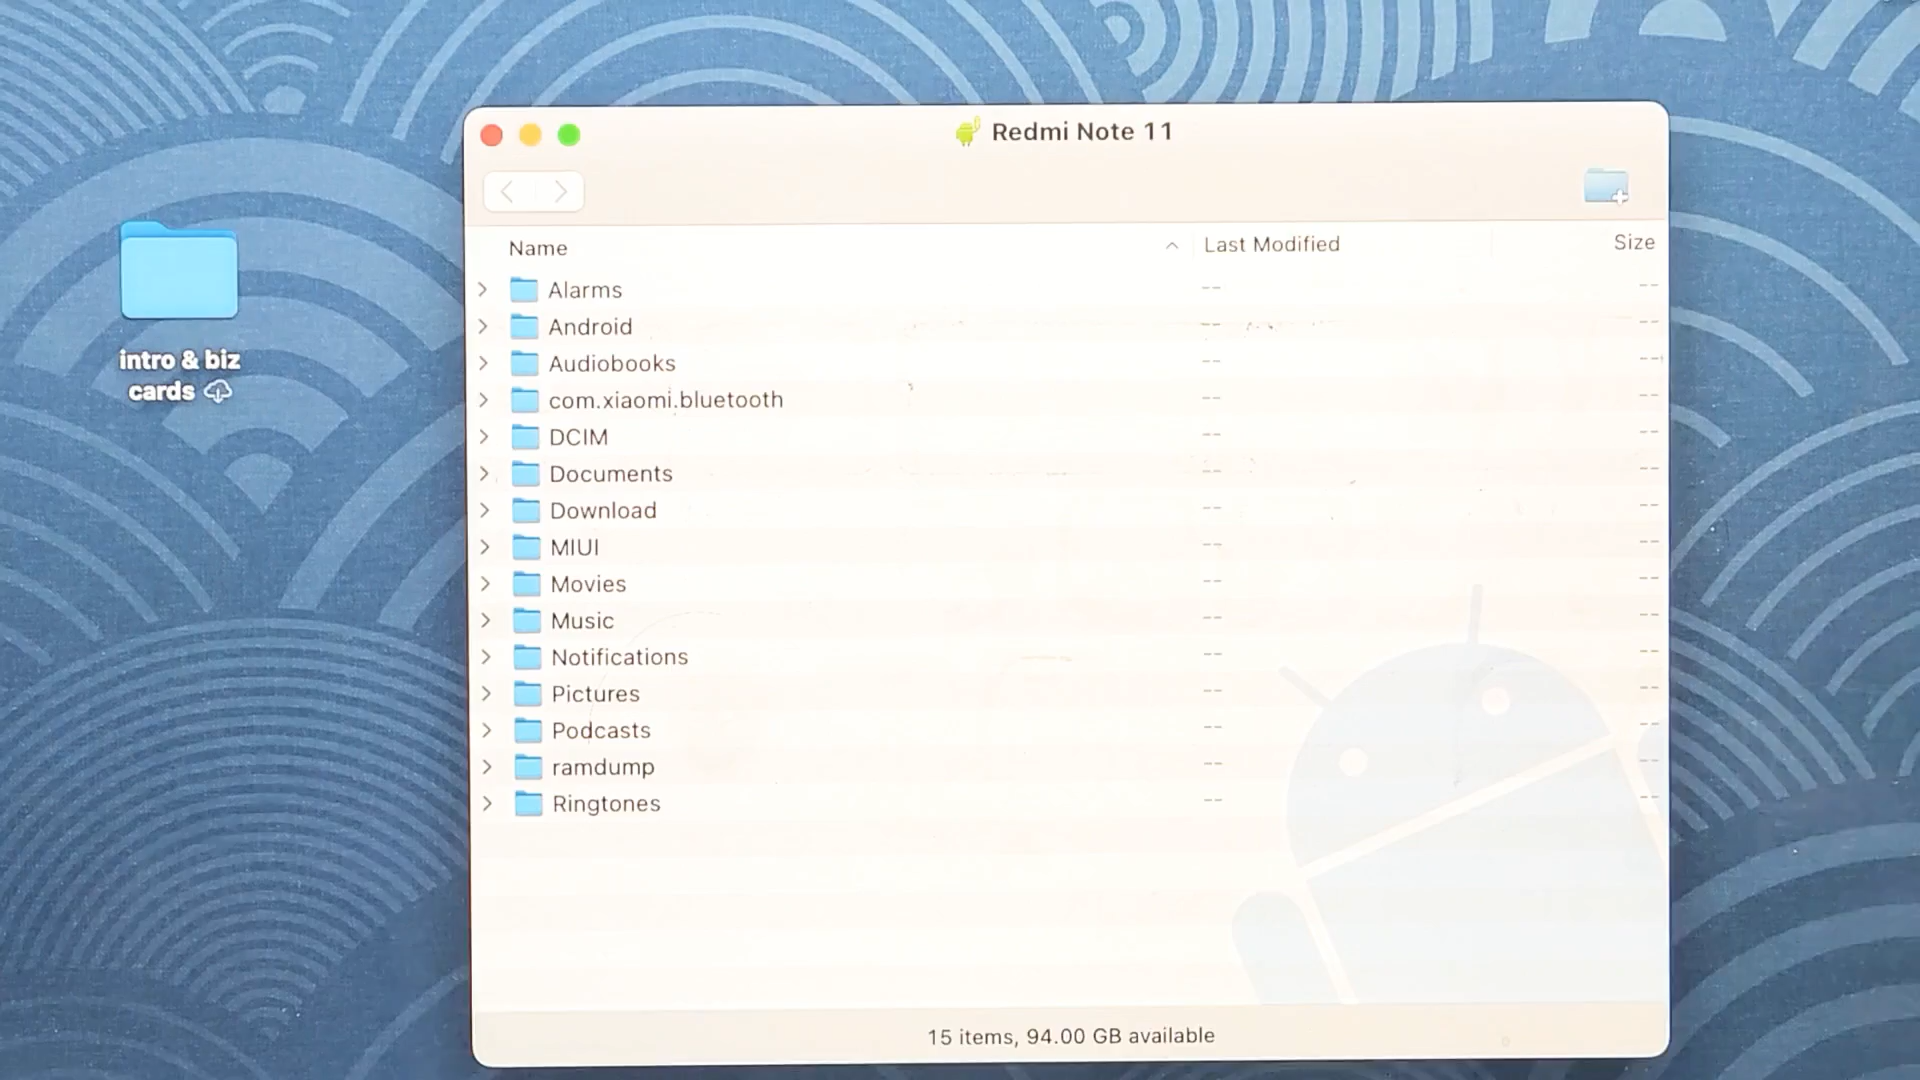 Redmi Note 11
Name Last Modified Size
Alarms -- --
Android -- --
Audiobooks -- --
com.xiaomi.bluetooth -- --
DCIM -- --
Documents -- --
Download -- --
MIUI -- --
Movies -- --
Music -- --
Notifications -- --
Pictures -- --
Podcasts -- --
ramdump -- --
Ringtones -- --
15 items, 94.00 GB available
intro & biz
cards